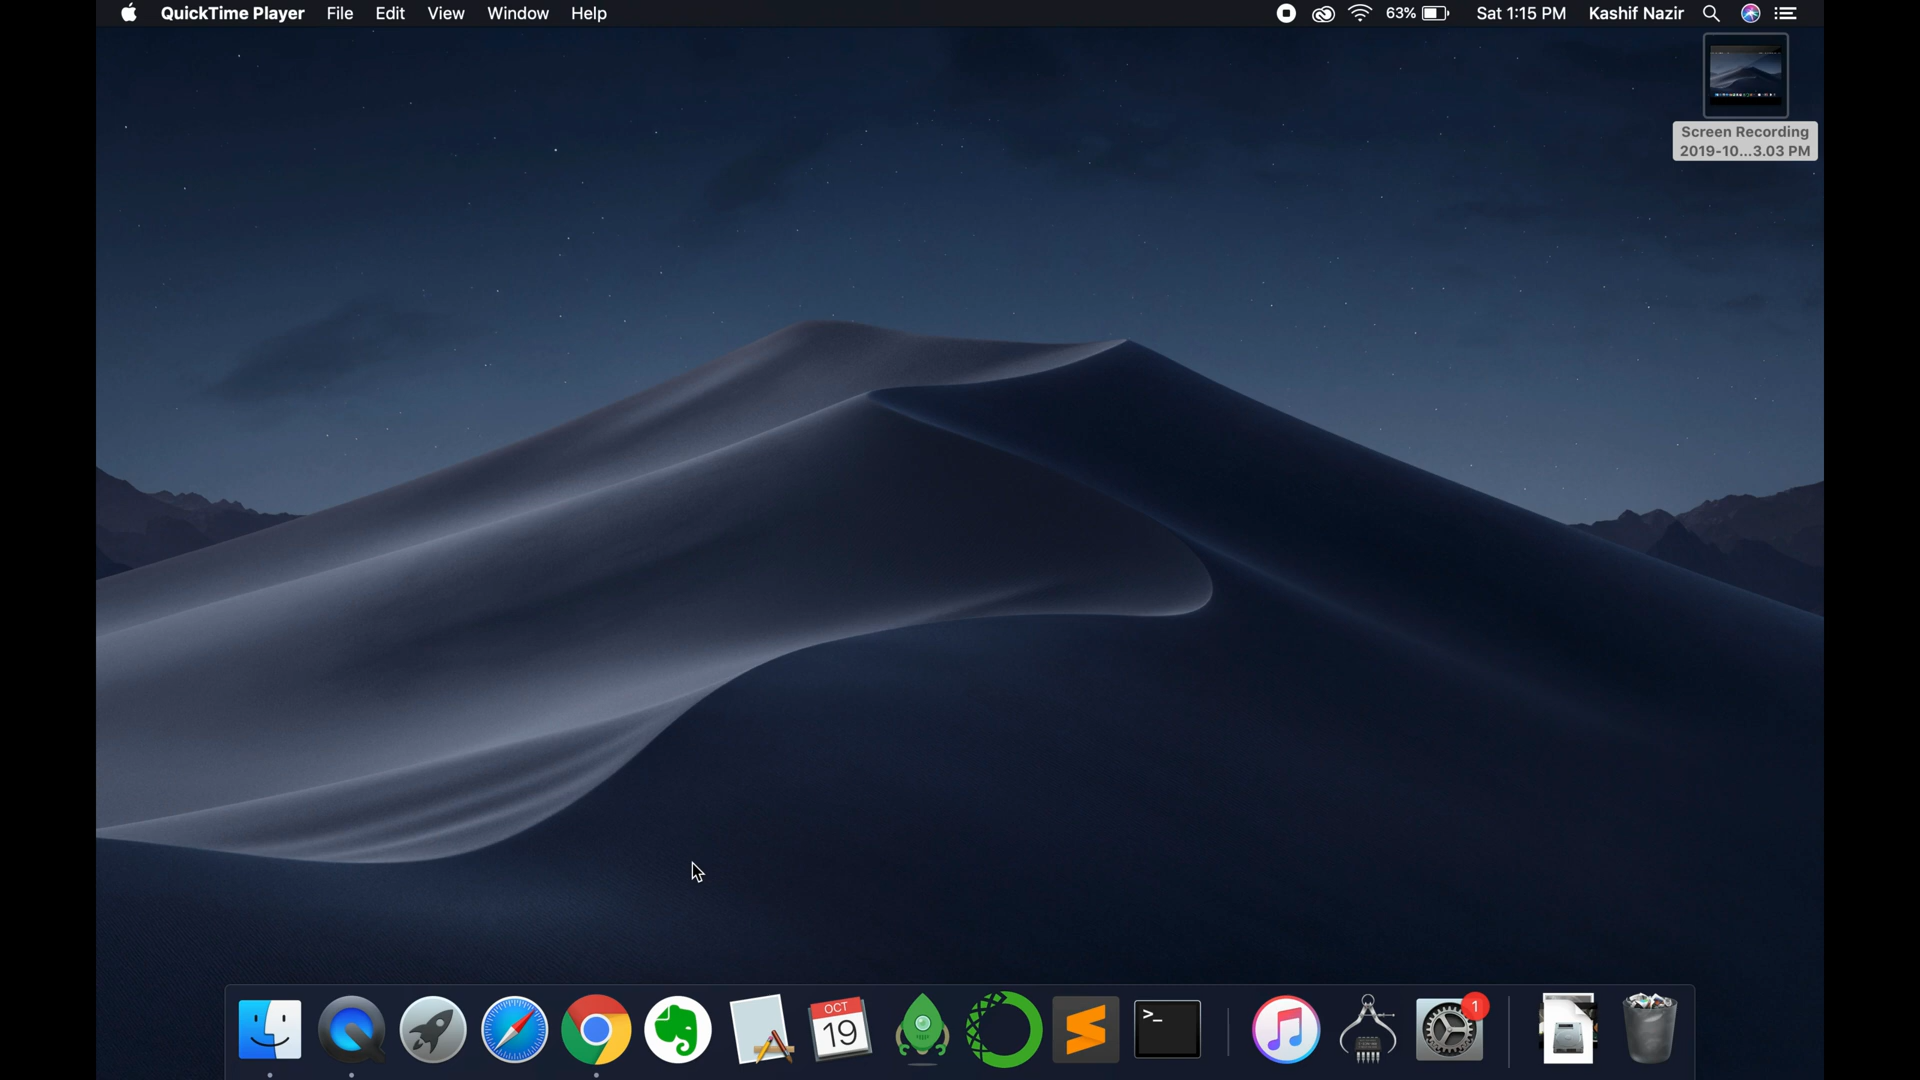 QuickTime Player File Edit View Window Help 63% Sat 1:15 PM Kashif Nazir
Screen Recording
2019-10...3.03 PM
OCT
19
>_
1